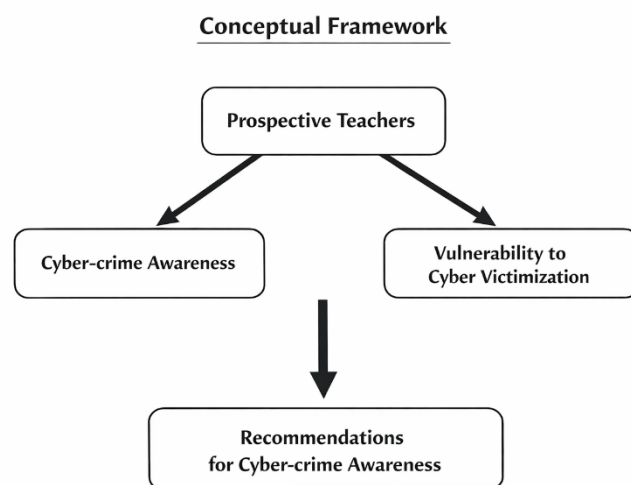 Conceptual Framework
Prospective Teachers
Cyber-crime Awareness
Vulnerability to
Cyber Victimization
Recommendations
for Cyber-crime Awareness